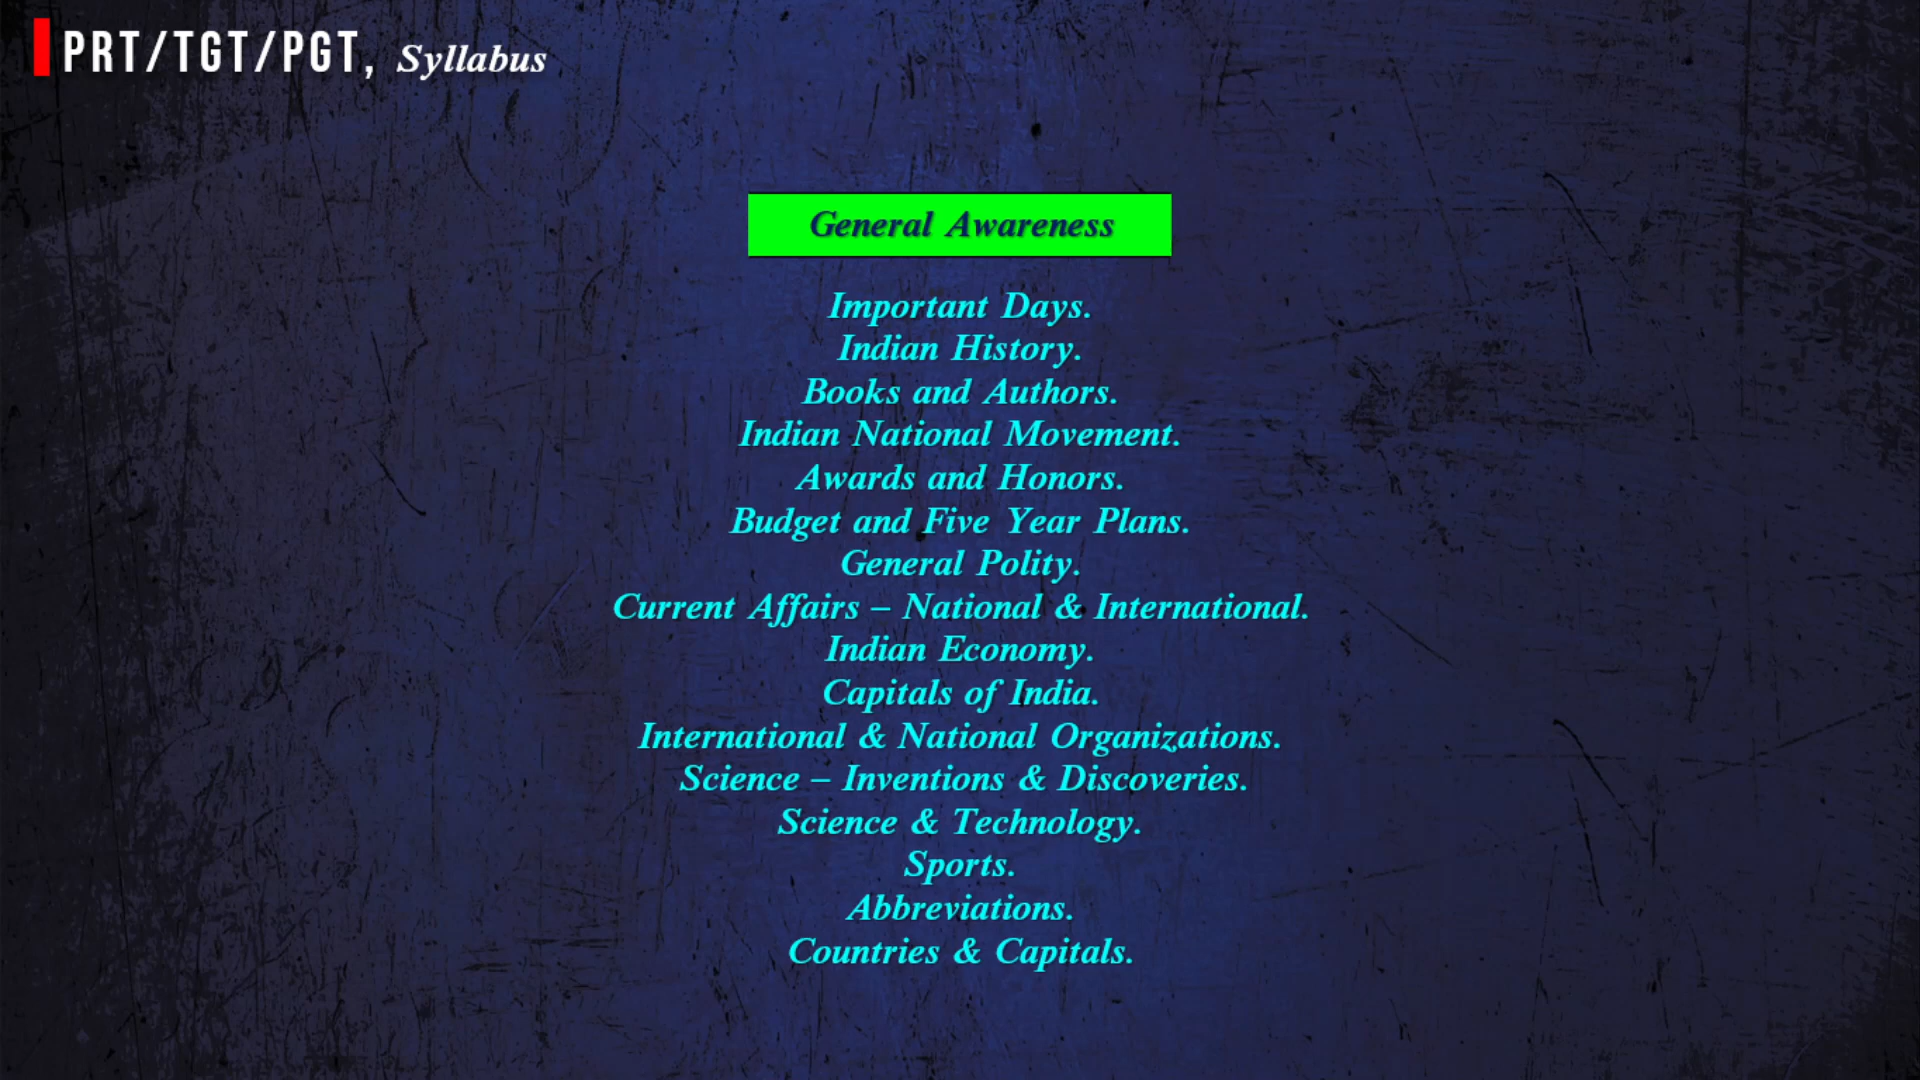 PRT/TGT/PGT, Syllabus
General Awareness
Important Days.
Indian History.
Books and Authors.
Indian National Movement.
Awards and Honors.
Budget and Five Year Plans.
General Polity.
Current Affairs – National & International.
Indian Economy.
Capitals of India.
International & National Organizations.
Science – Inventions & Discoveries.
Science & Technology.
Sports.
Abbreviations.
Countries & Capitals.